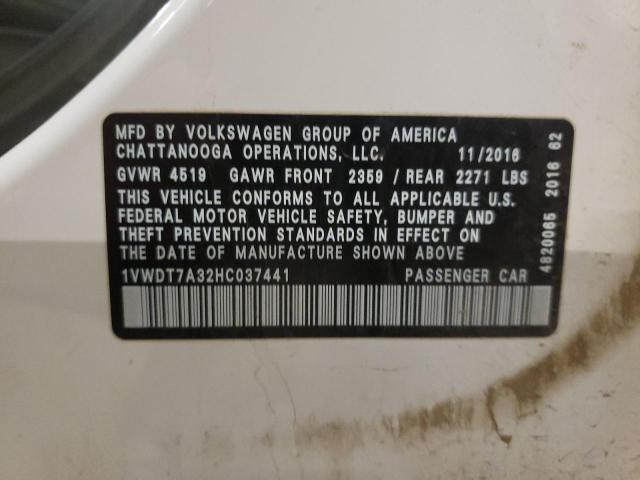 MFD BY VOLKSWAGEN GROUP OF AMERICA
CHATTANOOGA OPERATIONS, LLC. 11/2016
GVWR 4519 GAWR FRONT 2359 / REAR 2271 LBS
THIS VEHICLE CONFORMS TO ALL APPLICABLE U.S.
FEDERAL MOTOR VEHICLE SAFETY, BUMPER AND
THEFT PREVENTION STANDARDS IN EFFECT ON
THE DATE OF MANUFACTURE SHOWN ABOVE
1VWDT7A32HC037441 PASSENGER CAR
4820065 2016 62